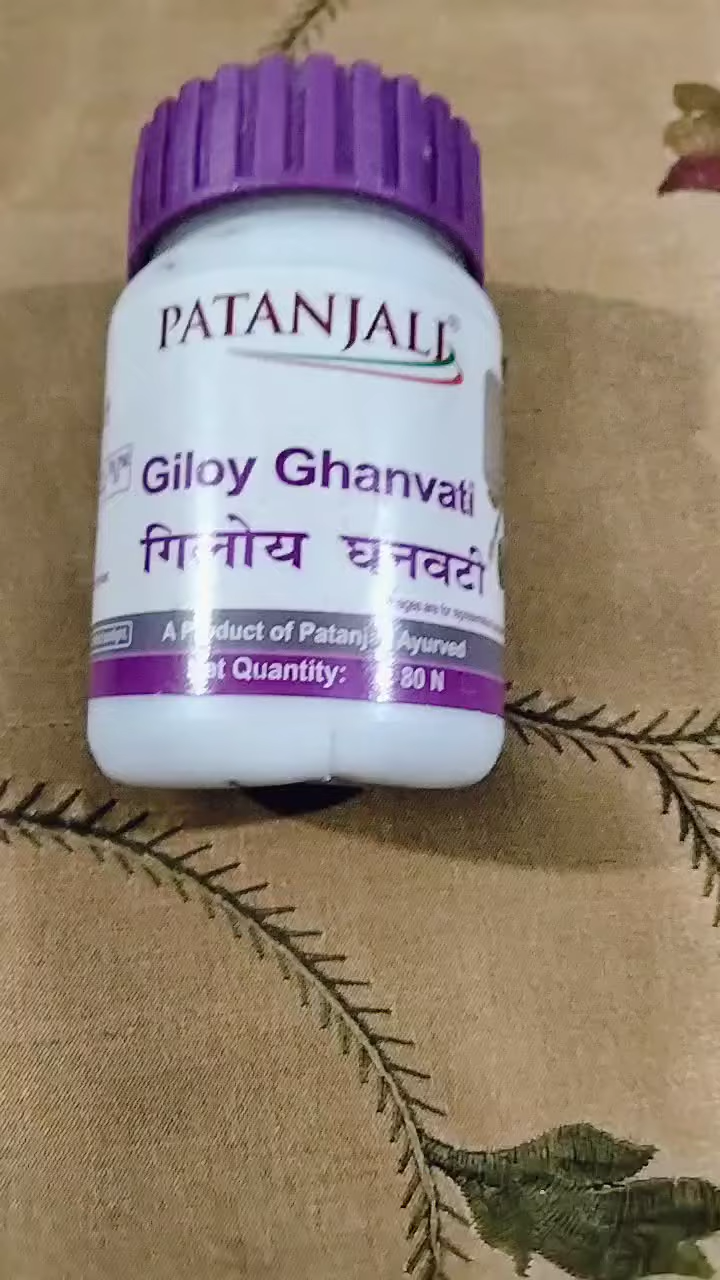 PATANJALI®
Giloy Ghanvati
गिलोय घनवटी
A Product of Patanjali Ayurved
Net Quantity: 80 N